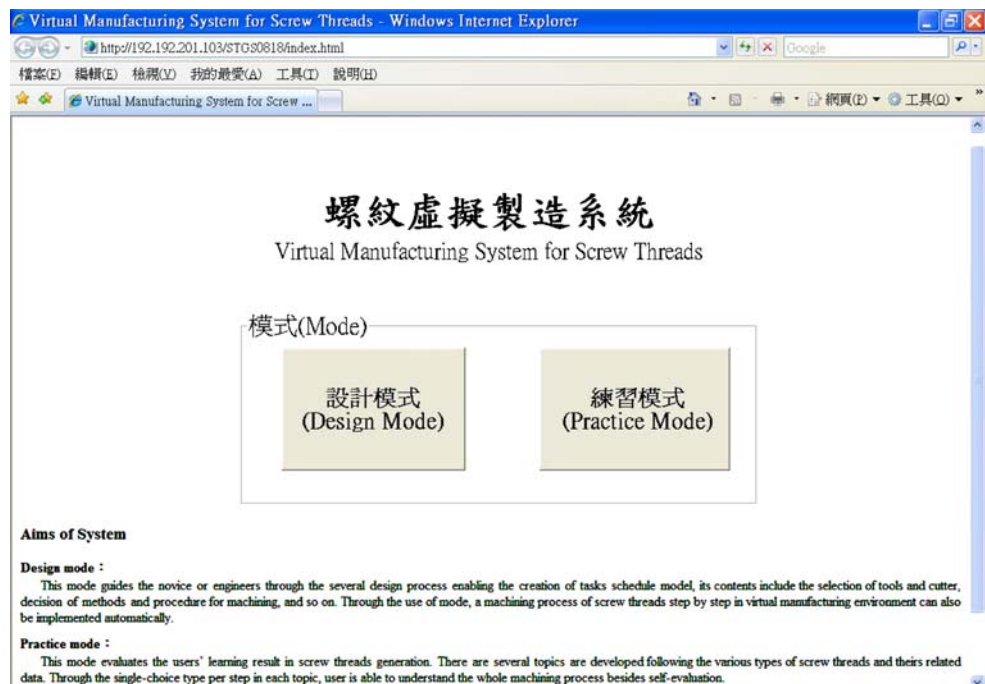 Virtual Manufacturing System for Screw Threads - Windows Internet Explorer
http://192.192.201.103/STGS0818/index.html
Google
檔案(F) 編輯(E) 檢視(V) 我的最愛(A) 工具(T) 說明(H)
Virtual Manufacturing System for Screw ...
網頁(P) 工具(O) »
螺紋虛擬製造系統
Virtual Manufacturing System for Screw Threads
模式(Mode)
設計模式
(Design Mode)
練習模式
(Practice Mode)
Aims of System
Design mode：
This mode guides the novice or engineers through the several design process enabling the creation of tasks schedule model, its contents include the selection of tools and cutter,
decision of methods and procedure for machining, and so on. Through the use of mode, a machining process of screw threads step by step in virtual manufacturing environment can also
be implemented automatically.
Practice mode：
This mode evaluates the users' learning result in screw threads generation. There are several topics are developed following the various types of screw threads and theirs related
data. Through the single-choice type per step in each topic, user is able to understand the whole machining process besides self-evaluation.